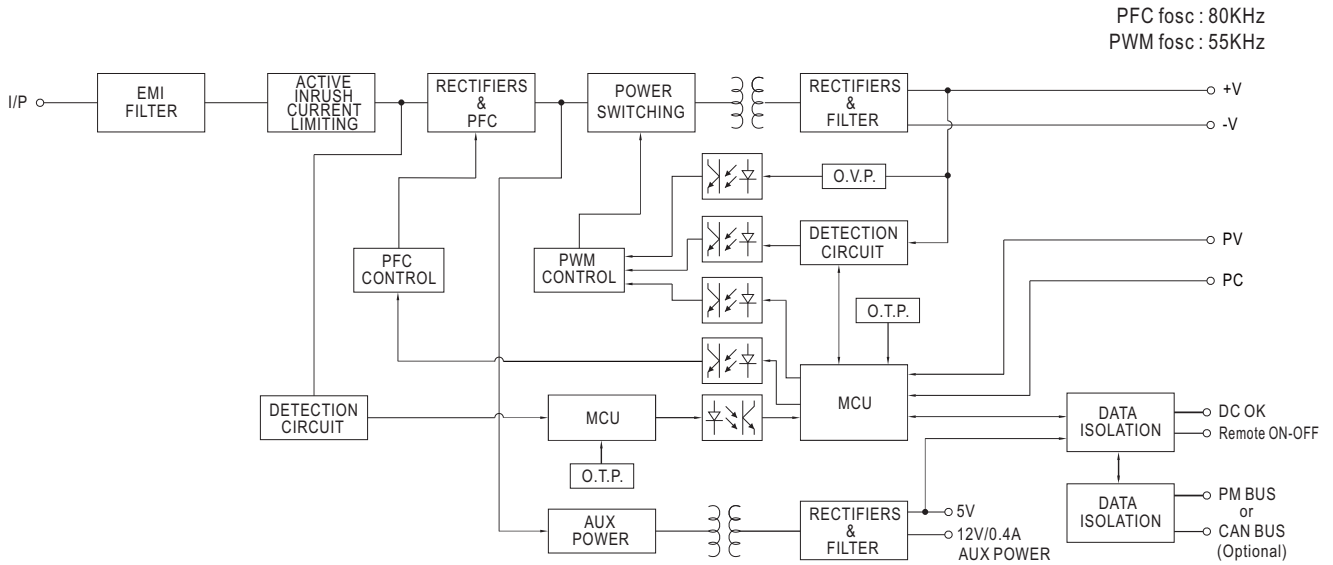 PFC fosc : 80KHz
PWM fosc : 55KHz
I/P
EMI
FILTER
ACTIVE
INRUSH
CURRENT
LIMITING
RECTIFIERS
&
PFC
POWER
SWITCHING
RECTIFIERS
&
FILTER
+V
-V
O.V.P.
DETECTION
CIRCUIT
PFC
CONTROL
PWM
CONTROL
PV
PC
O.T.P.
MCU
DETECTION
CIRCUIT
MCU
O.T.P.
DATA
ISOLATION
DC OK
Remote ON-OFF
DATA
ISOLATION
PM BUS
or
CAN BUS
(Optional)
AUX
POWER
RECTIFIERS
&
FILTER
5V
12V/0.4A
AUX POWER